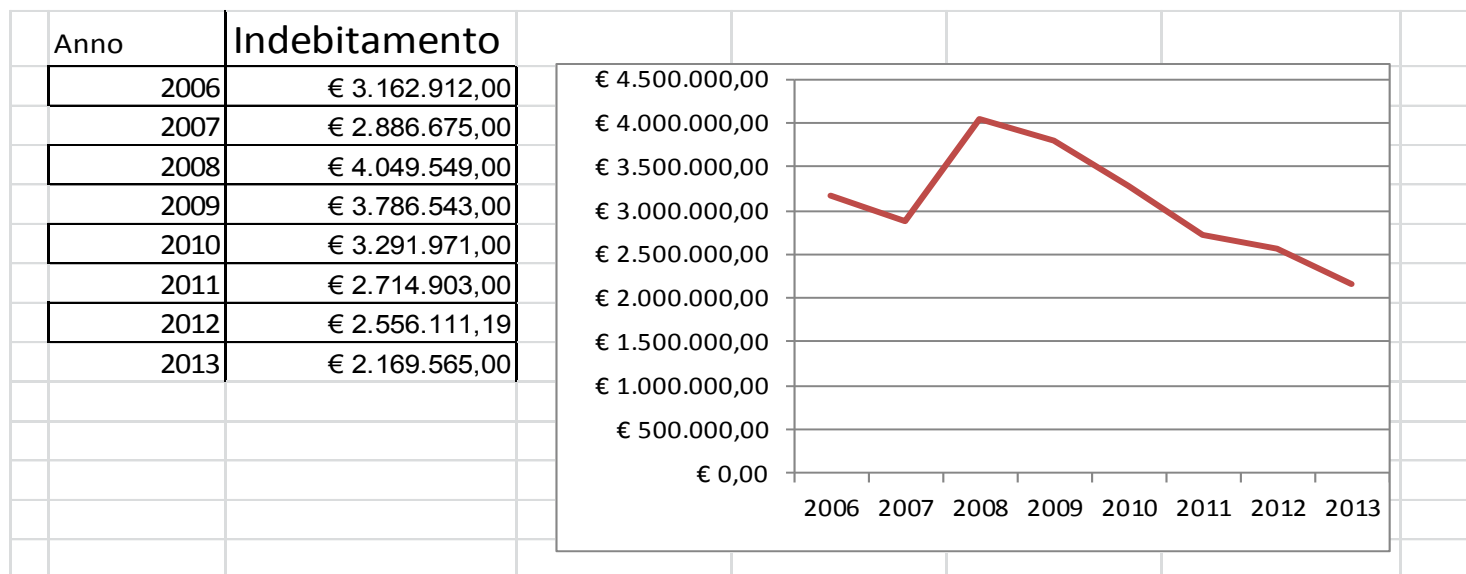 Anno Indebitamento
2006 € 3.162.912,00
2007 € 2.886.675,00
2008 € 4.049.549,00
2009 € 3.786.543,00
2010 € 3.291.971,00
2011 € 2.714.903,00
2012 € 2.556.111,19
2013 € 2.169.565,00
€ 4.500.000,00
€ 4.000.000,00
€ 3.500.000,00
€ 3.000.000,00
€ 2.500.000,00
€ 2.000.000,00
€ 1.500.000,00
€ 1.000.000,00
€ 500.000,00
€ 0,00
2006 2007 2008 2009 2010 2011 2012 2013